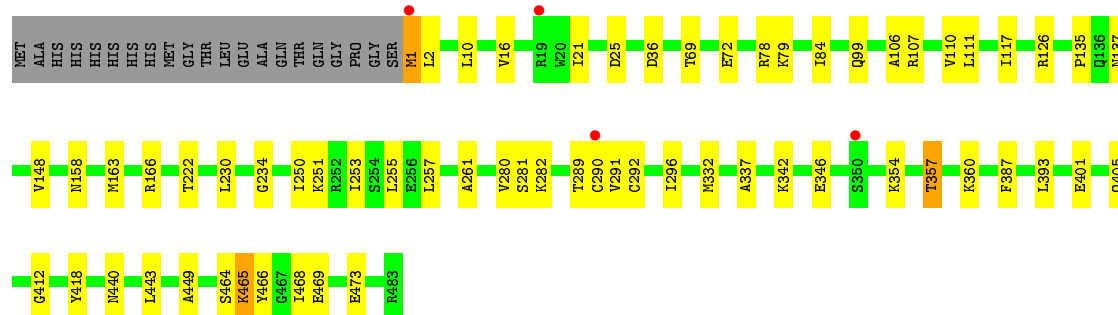 MET ALA HIS HIS HIS HIS HIS HIS MET GLY THR LEU GLU ALA GLN THR GLN GLY PRO GLY SER M1 L2 L10 V16 R19 W20 I21 D25 D36 T69 E72 R78 K79 I84 Q99 A106 R107 V110 L111 I117 R126 P135 Q136 N137
V148 N158 M163 R166 T222 L230 G234 I250 K251 R252 I253 S254 L255 E256 L257 A261 V280 S281 K282 T289 C290 V291 C292 I296 M332 A337 K342 E346 S350 K354 T357 K360 F387 L393 E401 Q405
G412 Y418 N440 L443 A449 S464 K465 Y466 G467 I468 E469 E473 R483